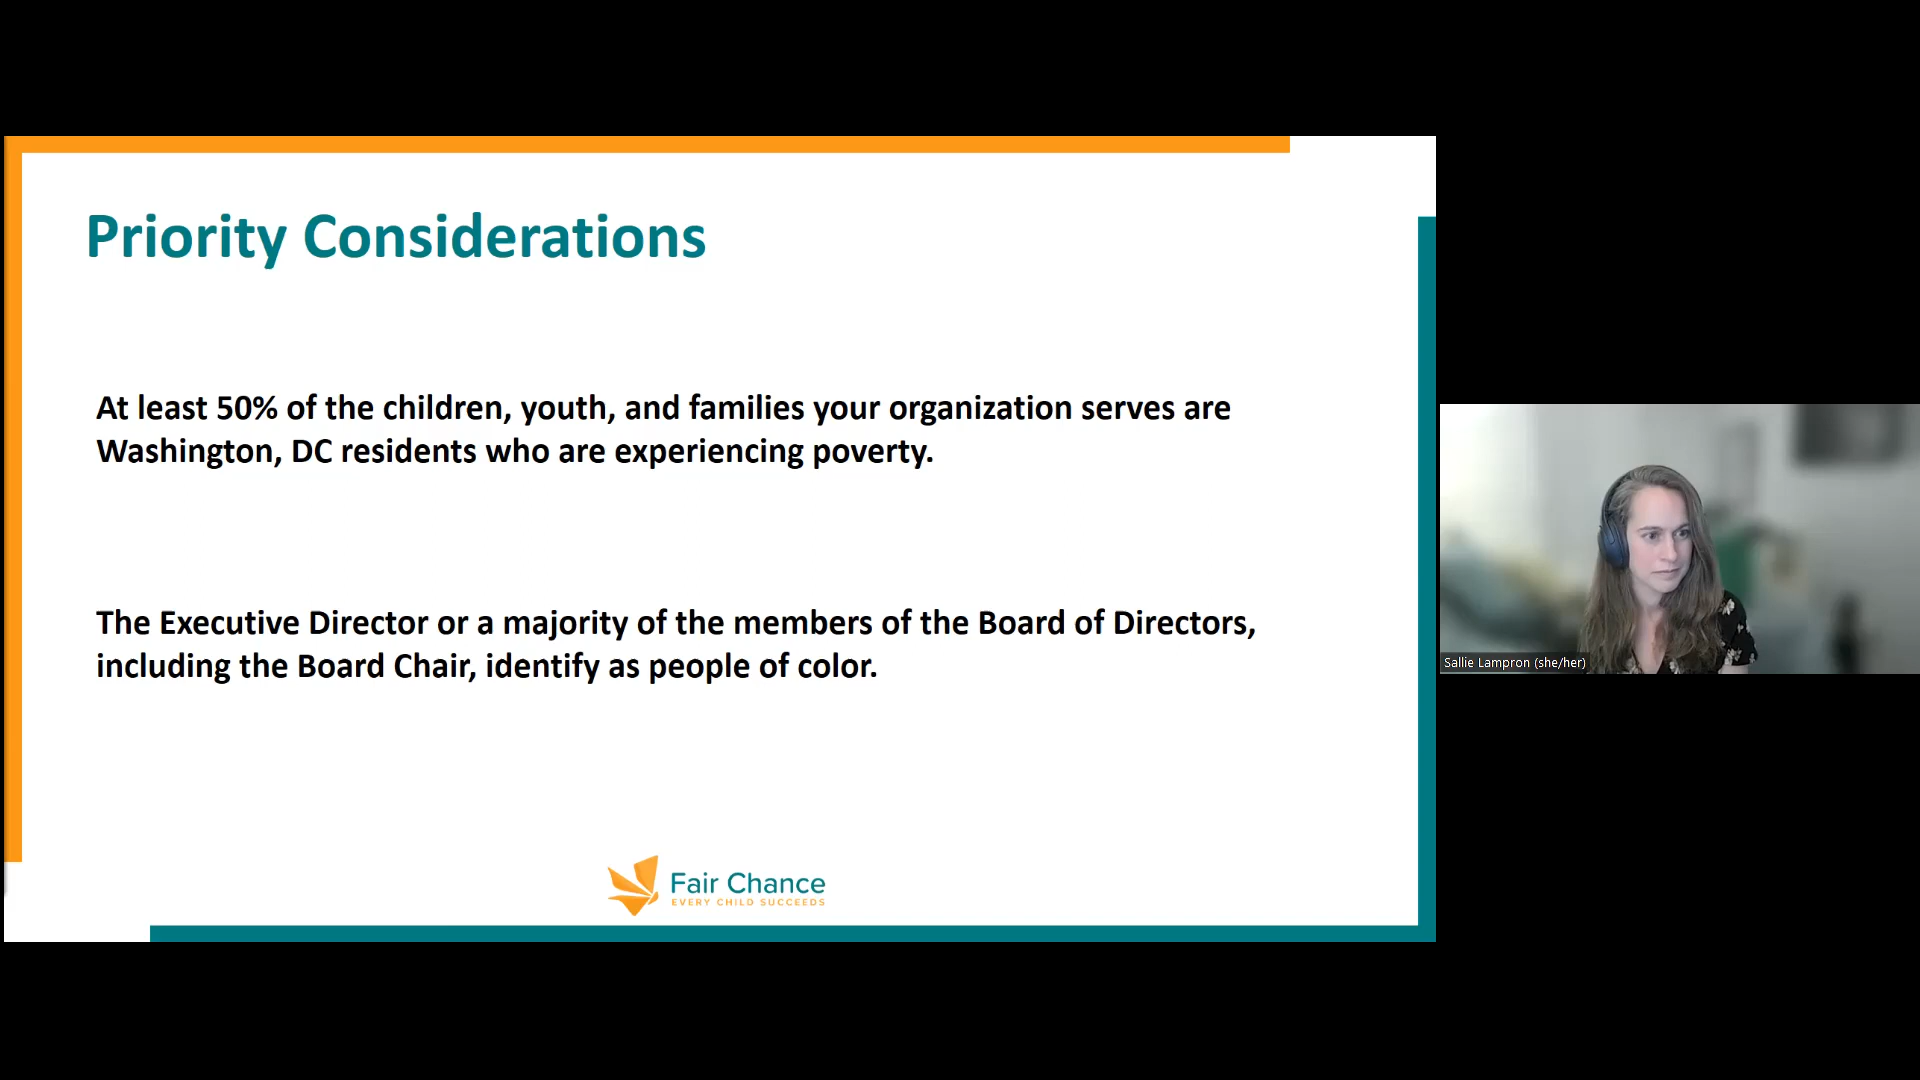 Priority Considerations
At least 50% of the children, youth, and families your organization serves are
Washington, DC residents who are experiencing poverty.
The Executive Director or a majority of the members of the Board of Directors,
including the Board Chair, identify as people of color.
Fair Chance
EVERY CHILD SUCCEEDS
Sallie Lampron (she/her)